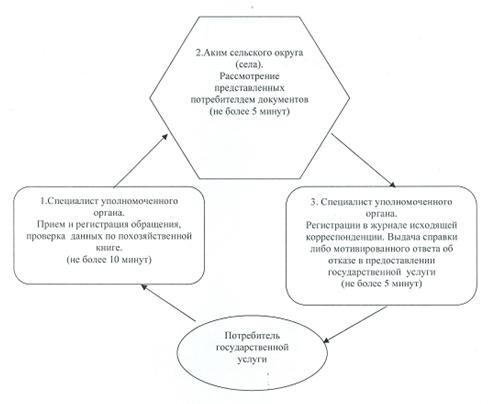 2.Аким сельского округа
(села).
Рассмотрение
представленных
потребителдем документов
(не более 5 минут)
1.Специалист уполномоченного
органа.
Прием и регистрация обращения,
проверка данных по похозяйственной
книге.
(не более 10 минут)
3. Специалист уполномоченного
органа.
Регистрации в журнале исходящей
корреспонденции. Выдача справки
либо мотивированного ответа об
отказе в предоставлении
государственной услуги
(не более 5 минут)
Потребитель
государственной
услуги